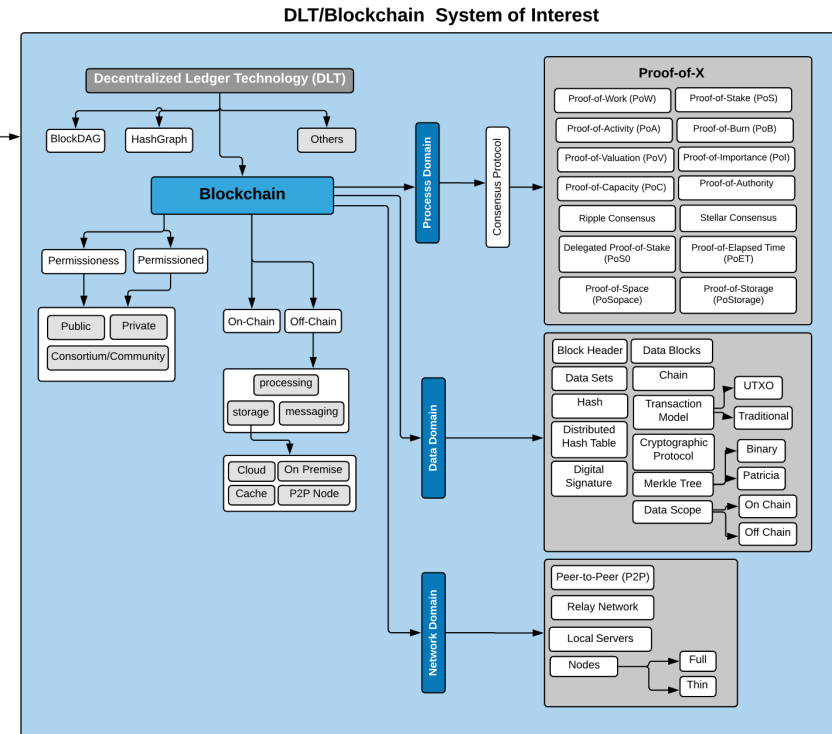 DLT/Blockchain System of Interest
Decentralized Ledger Technology (DLT)
BlockDAG
HashGraph
Others
Blockchain
Permissioness
Permissioned
Public
Private
Consortium/Community
On-Chain
Off-Chain
processing
storage
messaging
Cloud
On Premise
Cache
P2P Node
Processs Domain
Consensus Protocol
Proof-of-X
Proof-of-Work (PoW)
Proof-of-Stake (PoS)
Proof-of-Activity (PoA)
Proof-of-Burn (PoB)
Proof-of-Valuation (PoV)
Proof-of-Importance (PoI)
Proof-of-Capacity (PoC)
Proof-of-Authority
Ripple Consensus
Stellar Consensus
Delegated Proof-of-Stake
(PoS0
Proof-of-Elapsed Time
(PoET)
Proof-of-Space
(PoSopace)
Proof-of-Storage
(PoStorage)
Data Domain
Block Header
Data Blocks
Data Sets
Chain
Hash
Transaction
Model
UTXO
Traditional
Distributed
Hash Table
Cryptographic
Protocol
Digital
Signature
Merkle Tree
Binary
Patricia
Data Scope
On Chain
Off Chain
Network Domain
Peer-to-Peer (P2P)
Relay Network
Local Servers
Nodes
Full
Thin